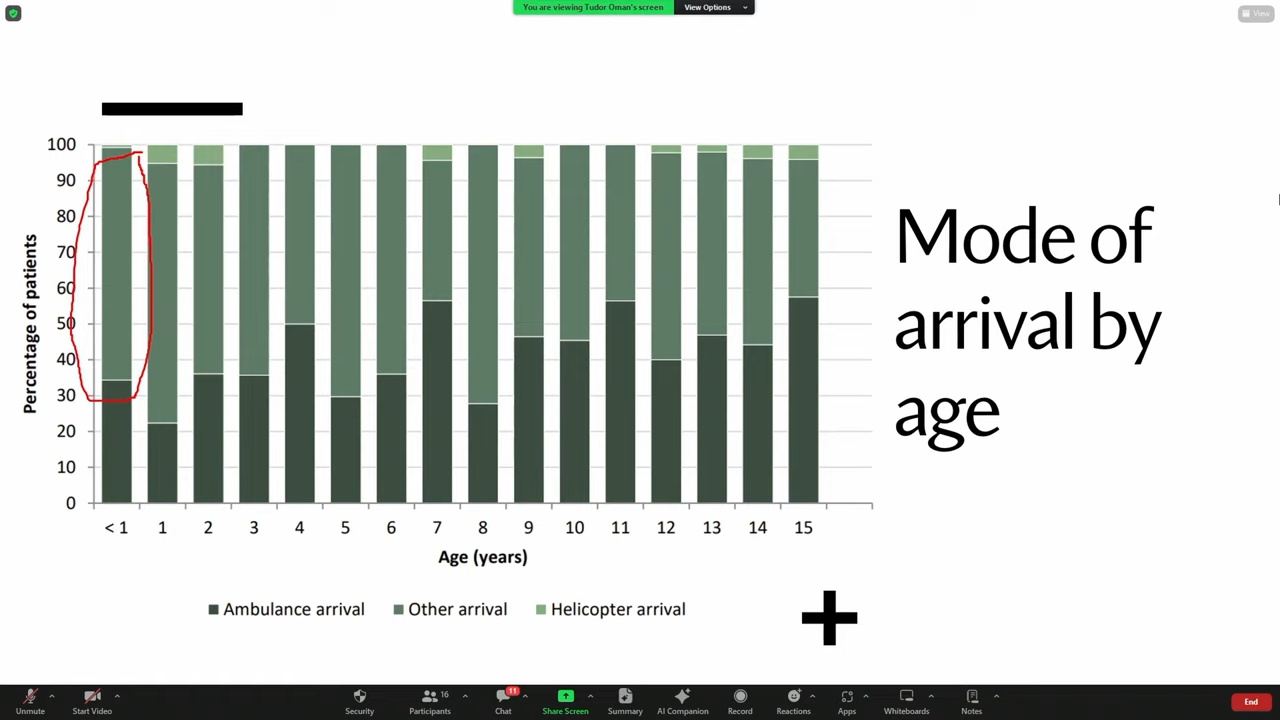 You are viewing Tudor Oman's screen
View Options
View
100
90
80
70
60
50
40
30
20
10
0
Percentage of patients
< 1 1 2 3 4 5 6 7 8 9 10 11 12 13 14 15
Age (years)
Ambulance arrival Other arrival Helicopter arrival
Mode of
arrival by
age
Unmute
Start Video
Security
16
Participants
11
Chat
Share Screen
Summary
AI Companion
Record
Reactions
Apps
Whiteboards
Notes
End